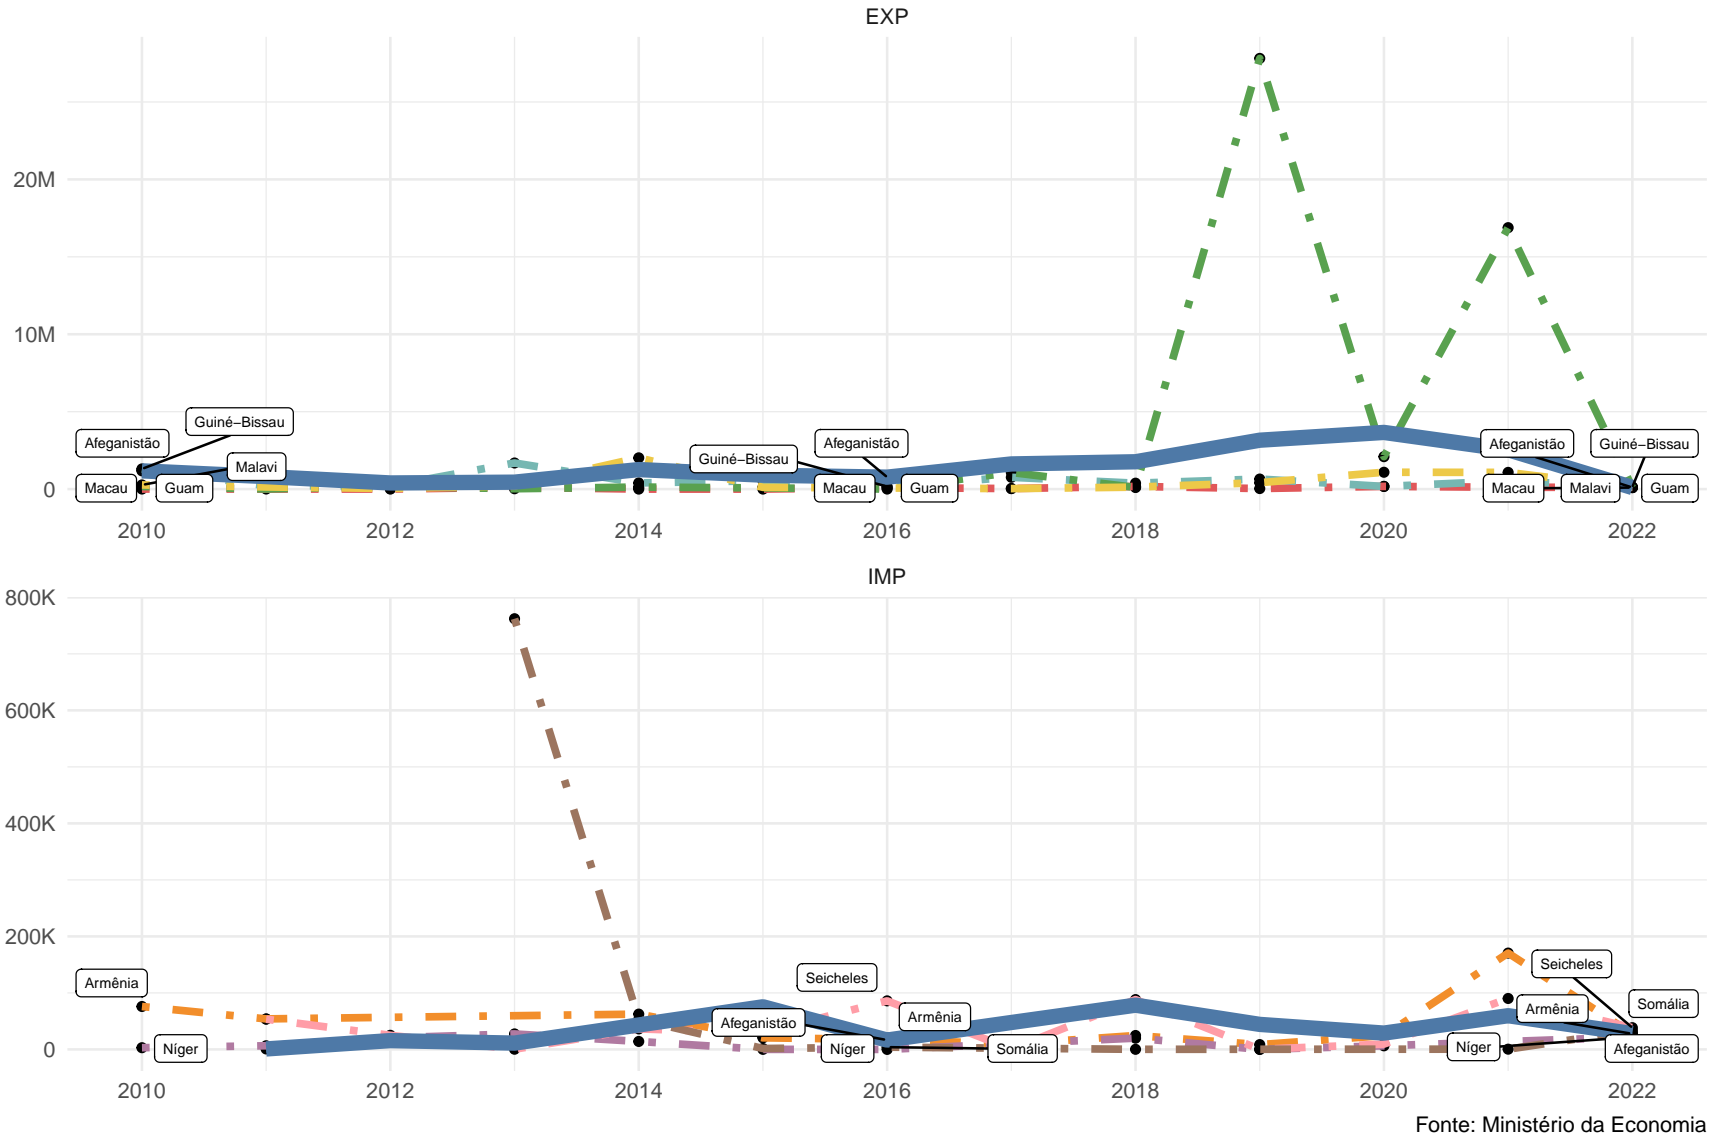 EXP
20M
10M
0
Guiné−Bissau
Afeganistão
Malavi
Macau
Guam
Afeganistão
Guiné−Bissau
Macau
Guam
Afeganistão
Guiné−Bissau
Macau
Malavi
Guam
2010 2012 2014 2016 2018 2020 2022
IMP
800K
600K
400K
200K
0
Armênia
Níger
Seicheles
Armênia
Afeganistão
Níger
Somália
Seicheles
Somália
Armênia
Níger
Afeganistão
2010 2012 2014 2016 2018 2020 2022
Fonte: Ministério da Economia